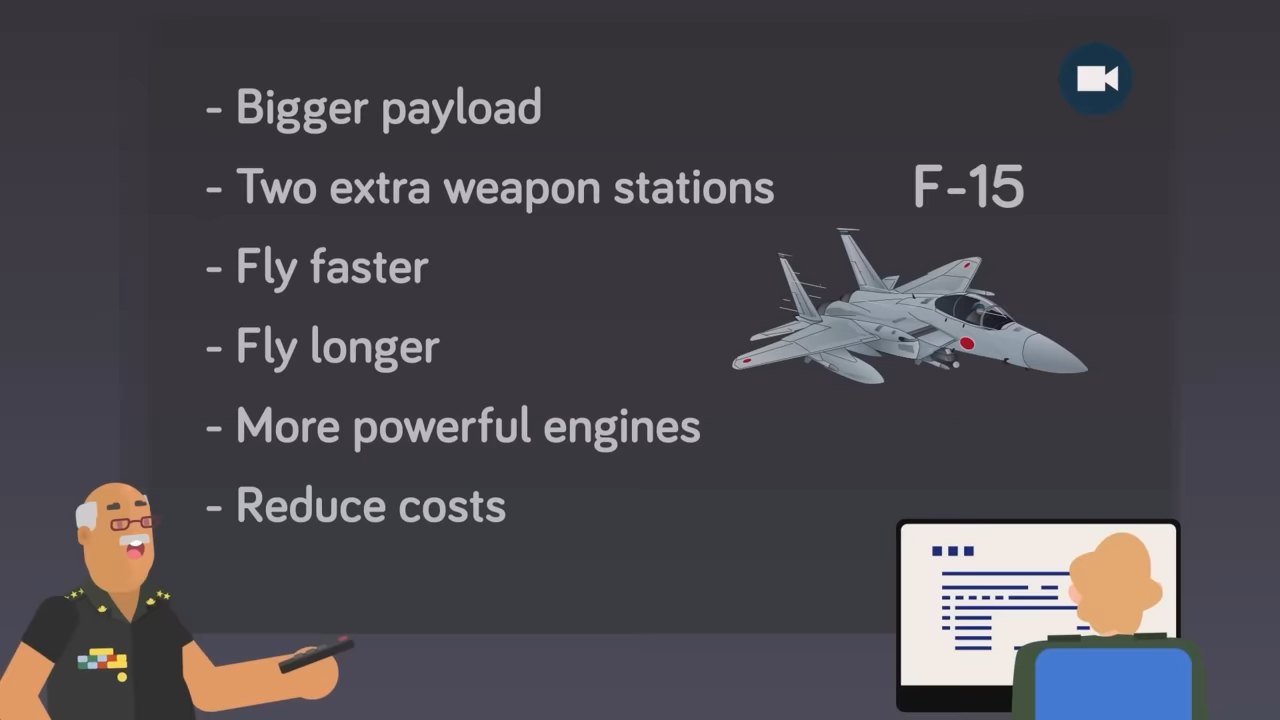 - Bigger payload
- Two extra weapon stations
F-15
- Fly faster
- Fly longer
- More powerful engines
- Reduce costs